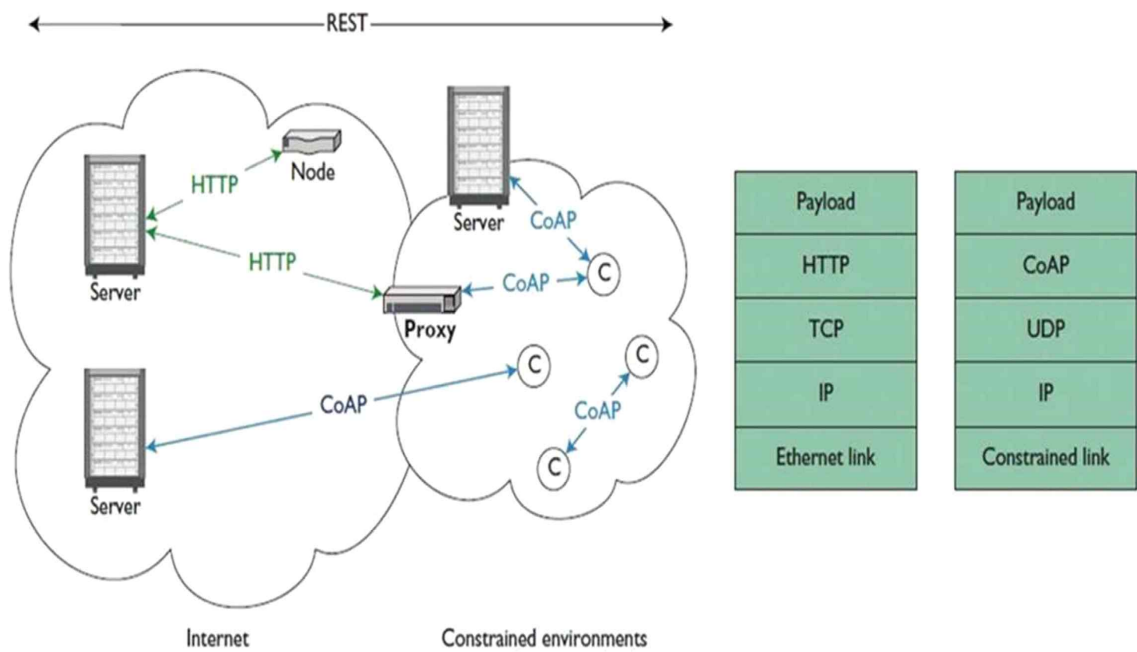 REST
Node
HTTP
Server
HTTP
Server
CoAP
CoAP
C
Proxy
C
C
CoAP
CoAP
C
Server
Internet
Constrained environments
Payload
HTTP
TCP
IP
Ethernet link
Payload
CoAP
UDP
IP
Constrained link